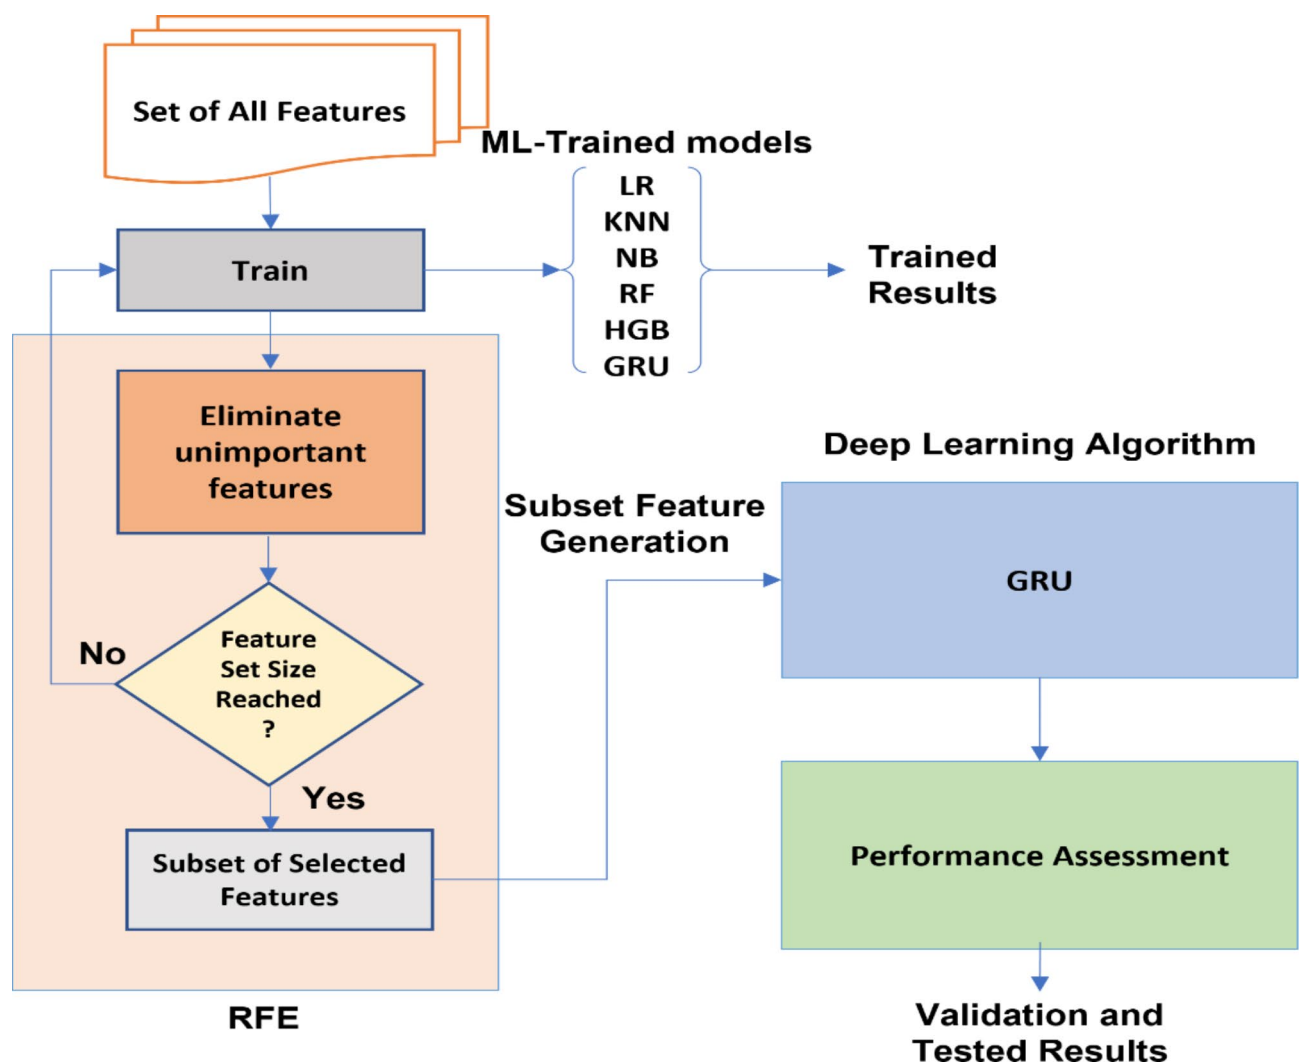 Set of All Features
ML-Trained models
LR
KNN
NB
RF
HGB
GRU
Train
Trained
Results
Eliminate
unimportant
features
Feature
Set Size
Reached
?
No
Yes
Subset of Selected
Features
RFE
Subset Feature
Generation
Deep Learning Algorithm
GRU
Performance Assessment
Validation and
Tested Results